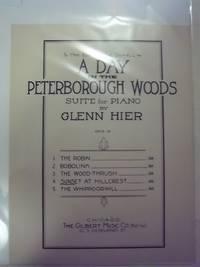 A DAY
IN THE
PETERBOROUGH WOODS
SUITE for PIANO
BY
GLENN HIER
1. THE ROBIN
2. BOBOLINK
3. THE WOOD-THRUSH
4. SUNSET AT HILLCREST
5. THE WHIPPOORWILL
CHICAGO
THE GILBERT MUSIC CO.